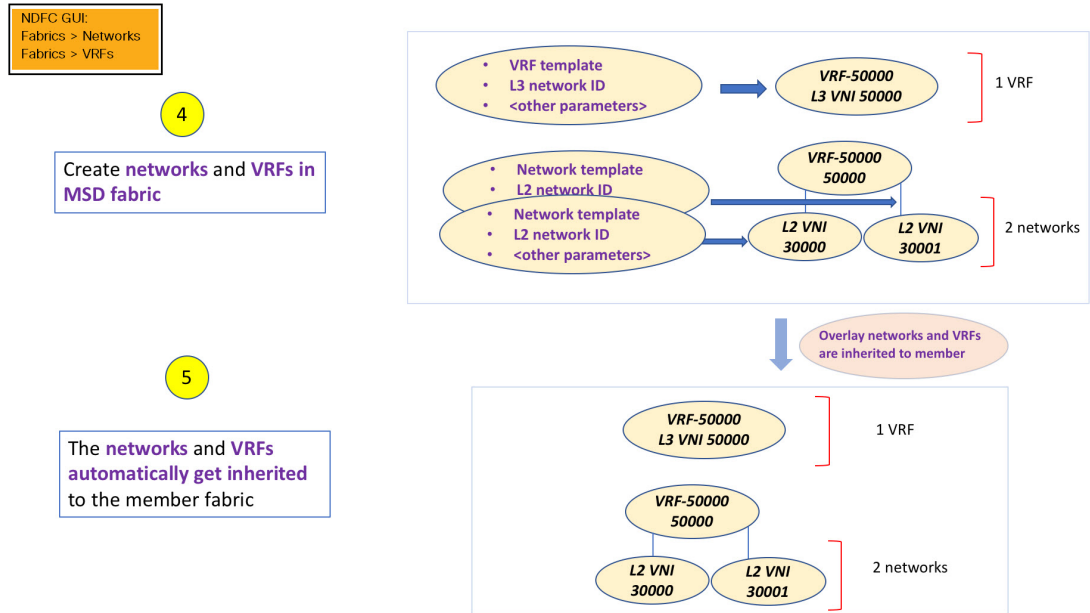 NDFC GUI:
Fabrics > Networks
Fabrics > VRFs
4
Create networks and VRFs in
MSD fabric
• VRF template
• L3 network ID
• <other parameters>
VRF-50000
L3 VNI 50000
1 VRF
• Network template
• L2 network ID
• Network template
• L2 network ID
• <other parameters>
VRF-50000
50000
L2 VNI
30000
L2 VNI
30001
2 networks
Overlay networks and VRFs
are inherited to member
5
The networks and VRFs
automatically get inherited
to the member fabric
VRF-50000
L3 VNI 50000
1 VRF
VRF-50000
50000
L2 VNI
30000
L2 VNI
30001
2 networks